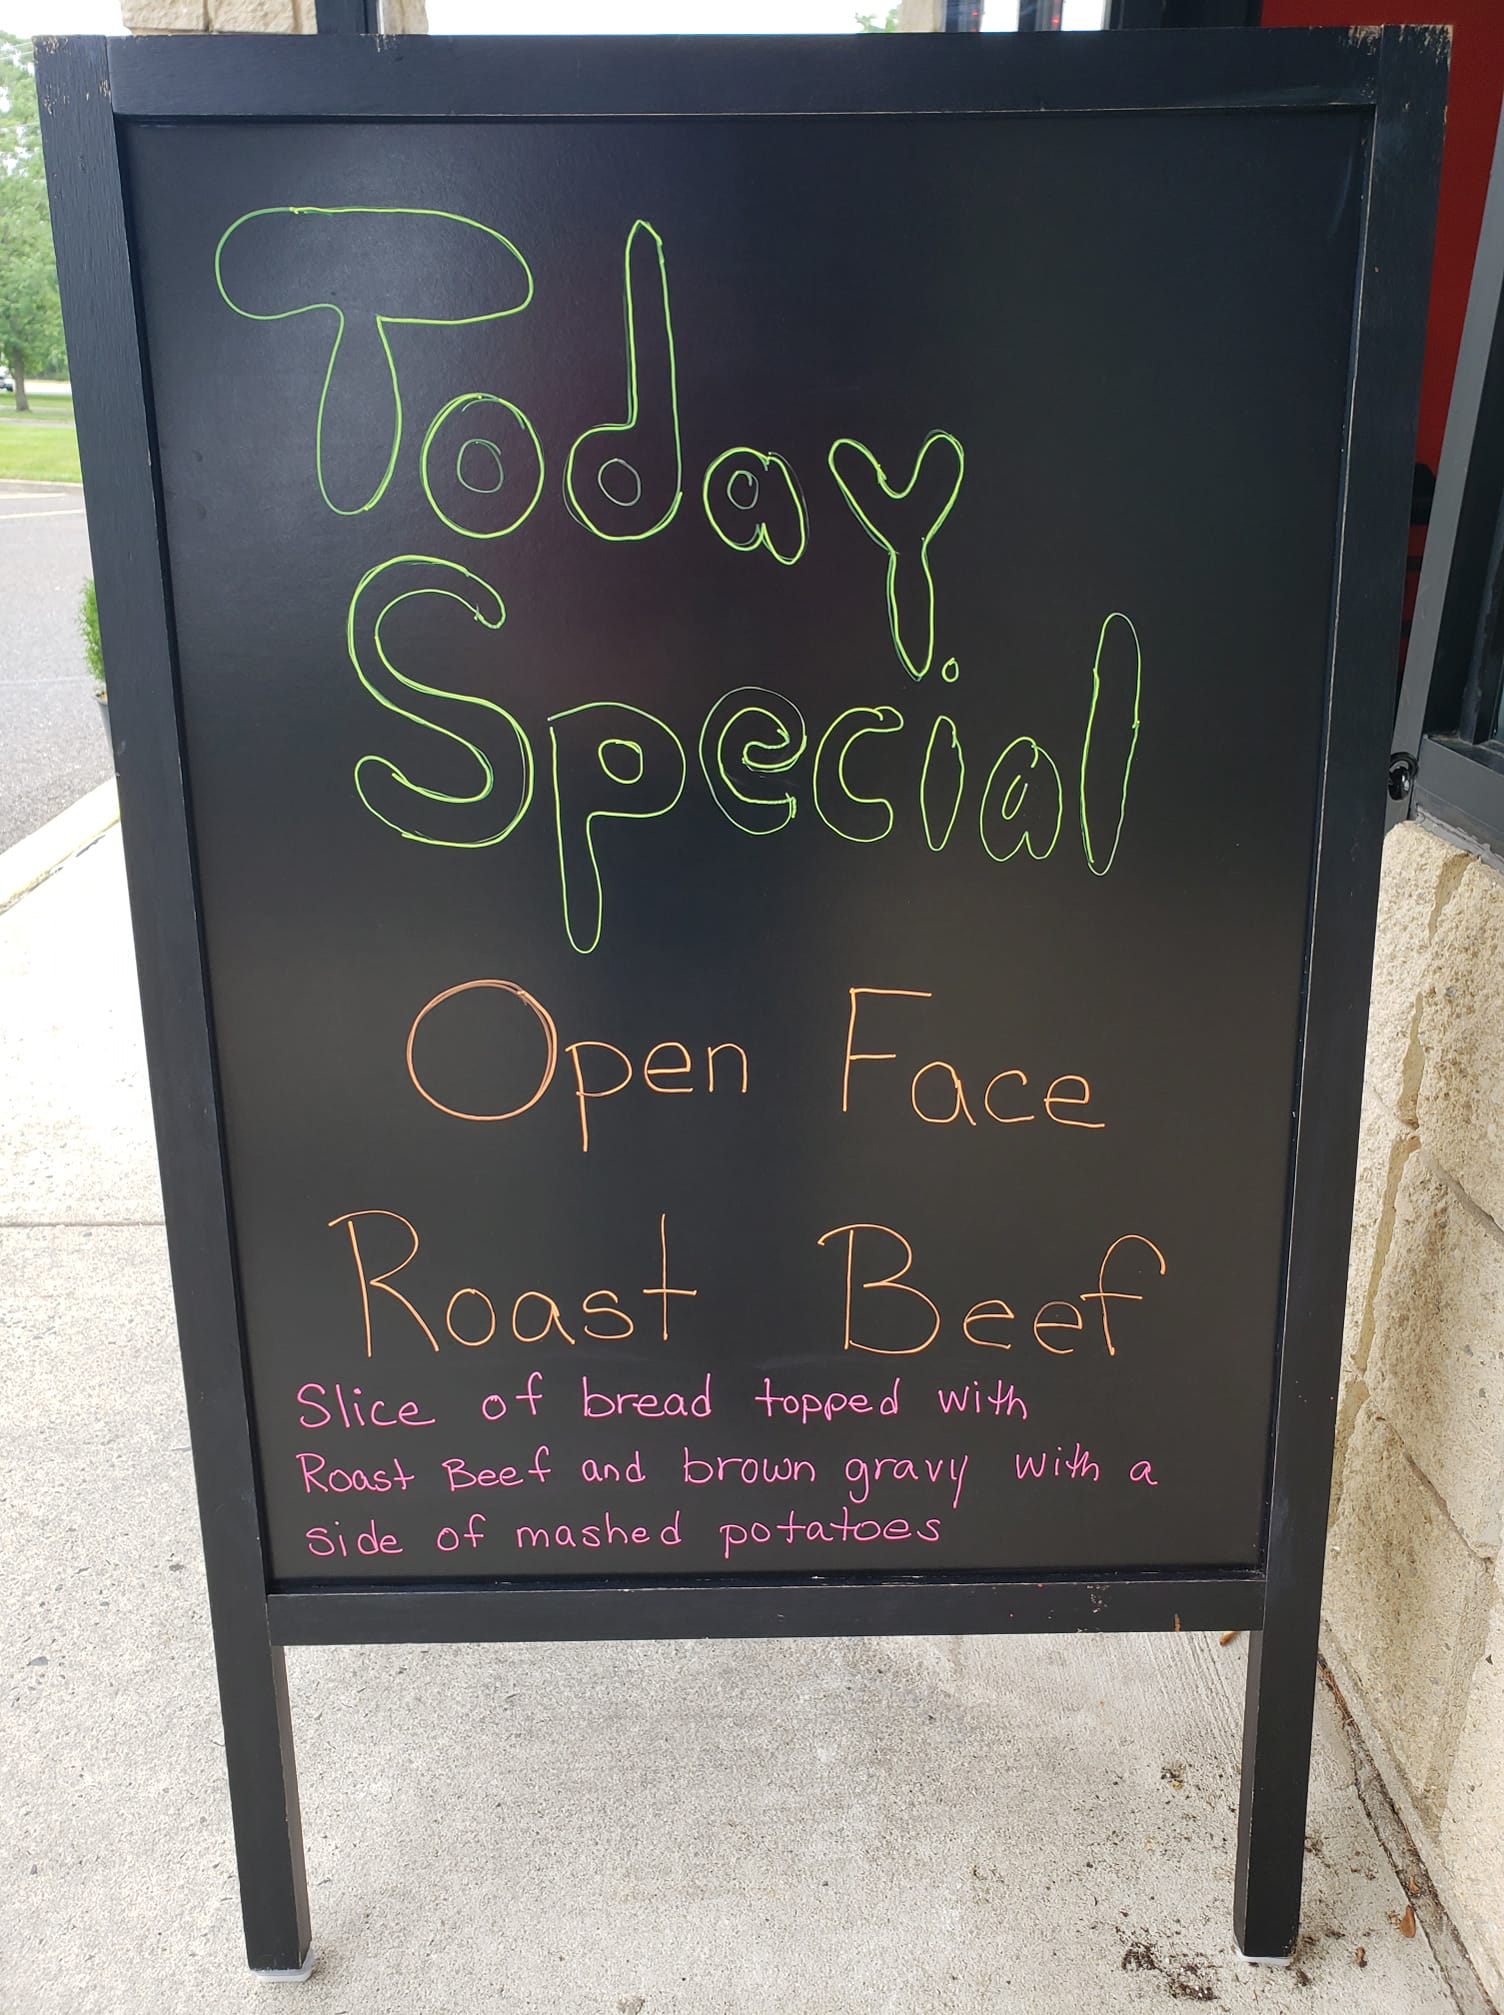 Today
Special
Open Face
Roast Beef
Slice of bread topped with
Roast Beef and brown gravy with a
side of mashed potatoes